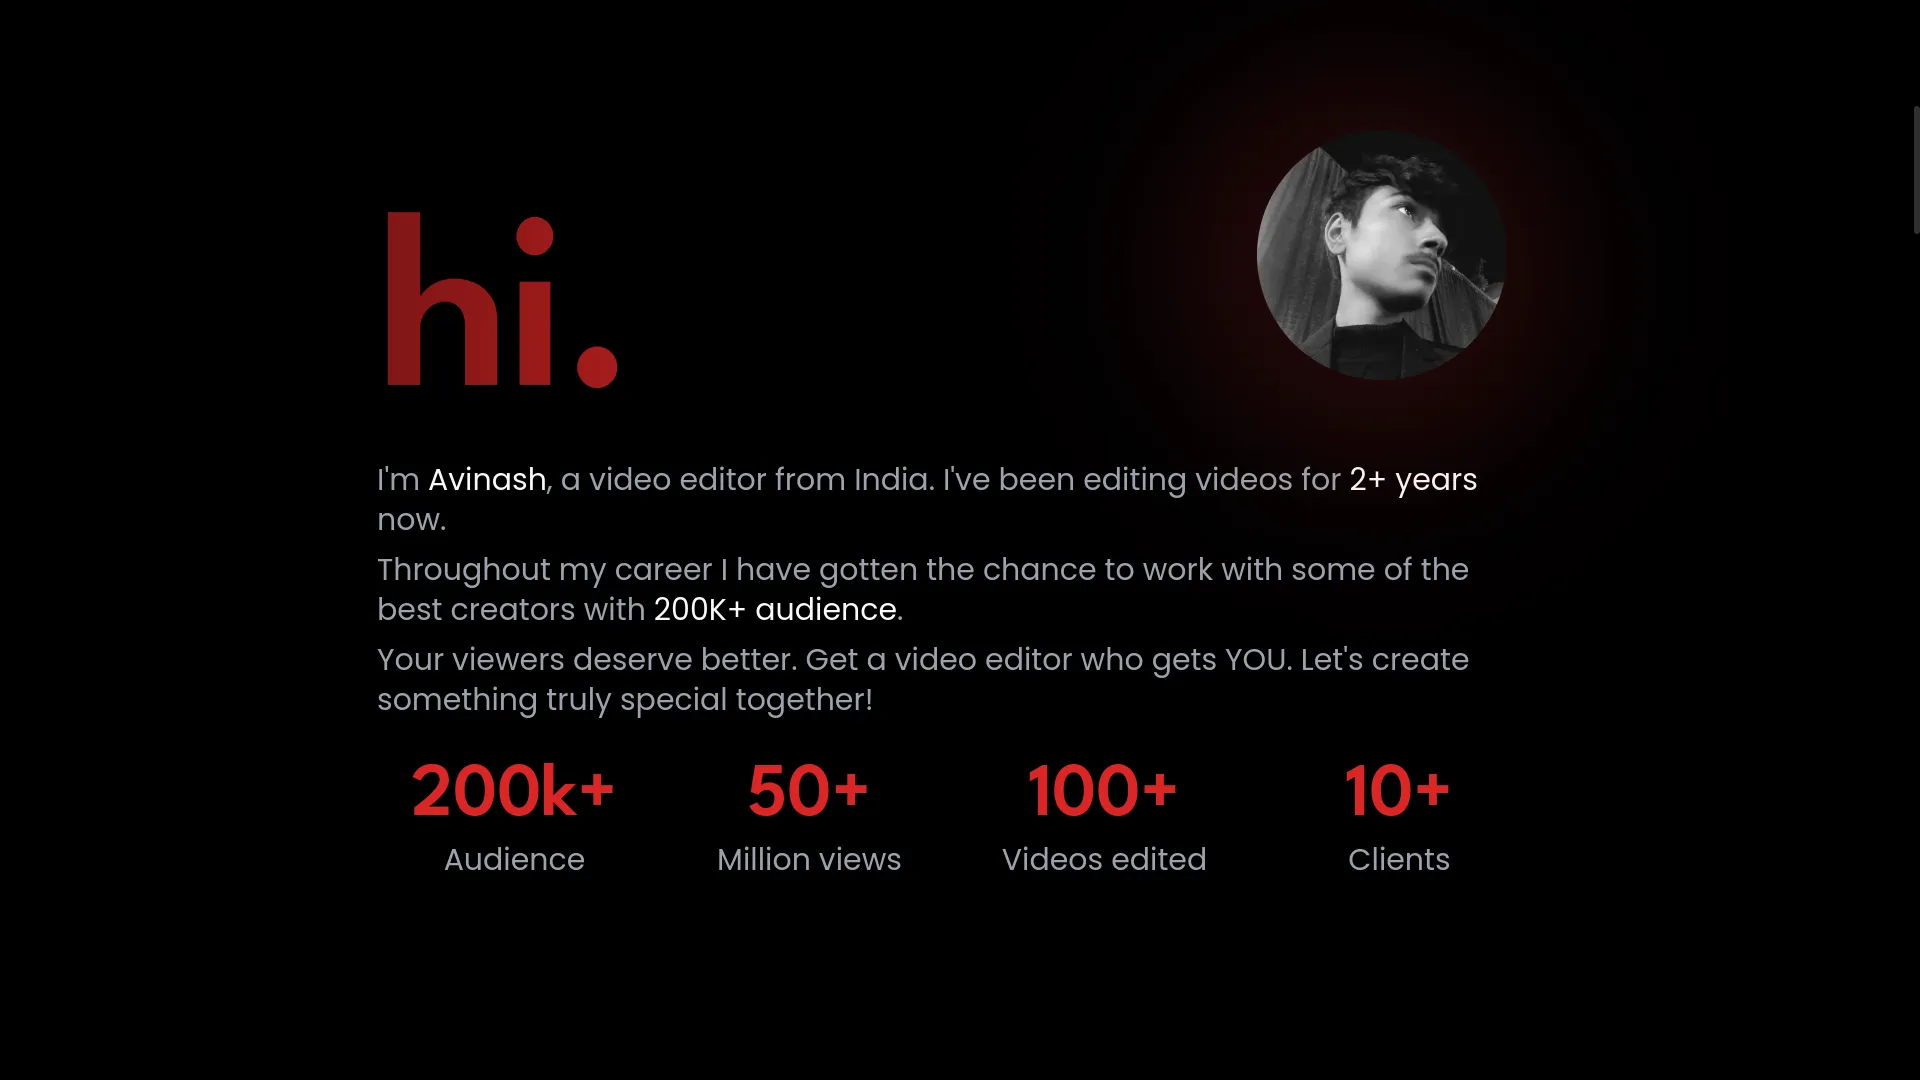 hi.
I'm Avinash, a video editor from India. I've been editing videos for 2+ years
now.
Throughout my career I have gotten the chance to work with some of the
best creators with 200K+ audience.
Your viewers deserve better. Get a video editor who gets YOU. Let's create
something truly special together!
200k+ 50+ 100+ 10+
Audience Million views Videos edited Clients